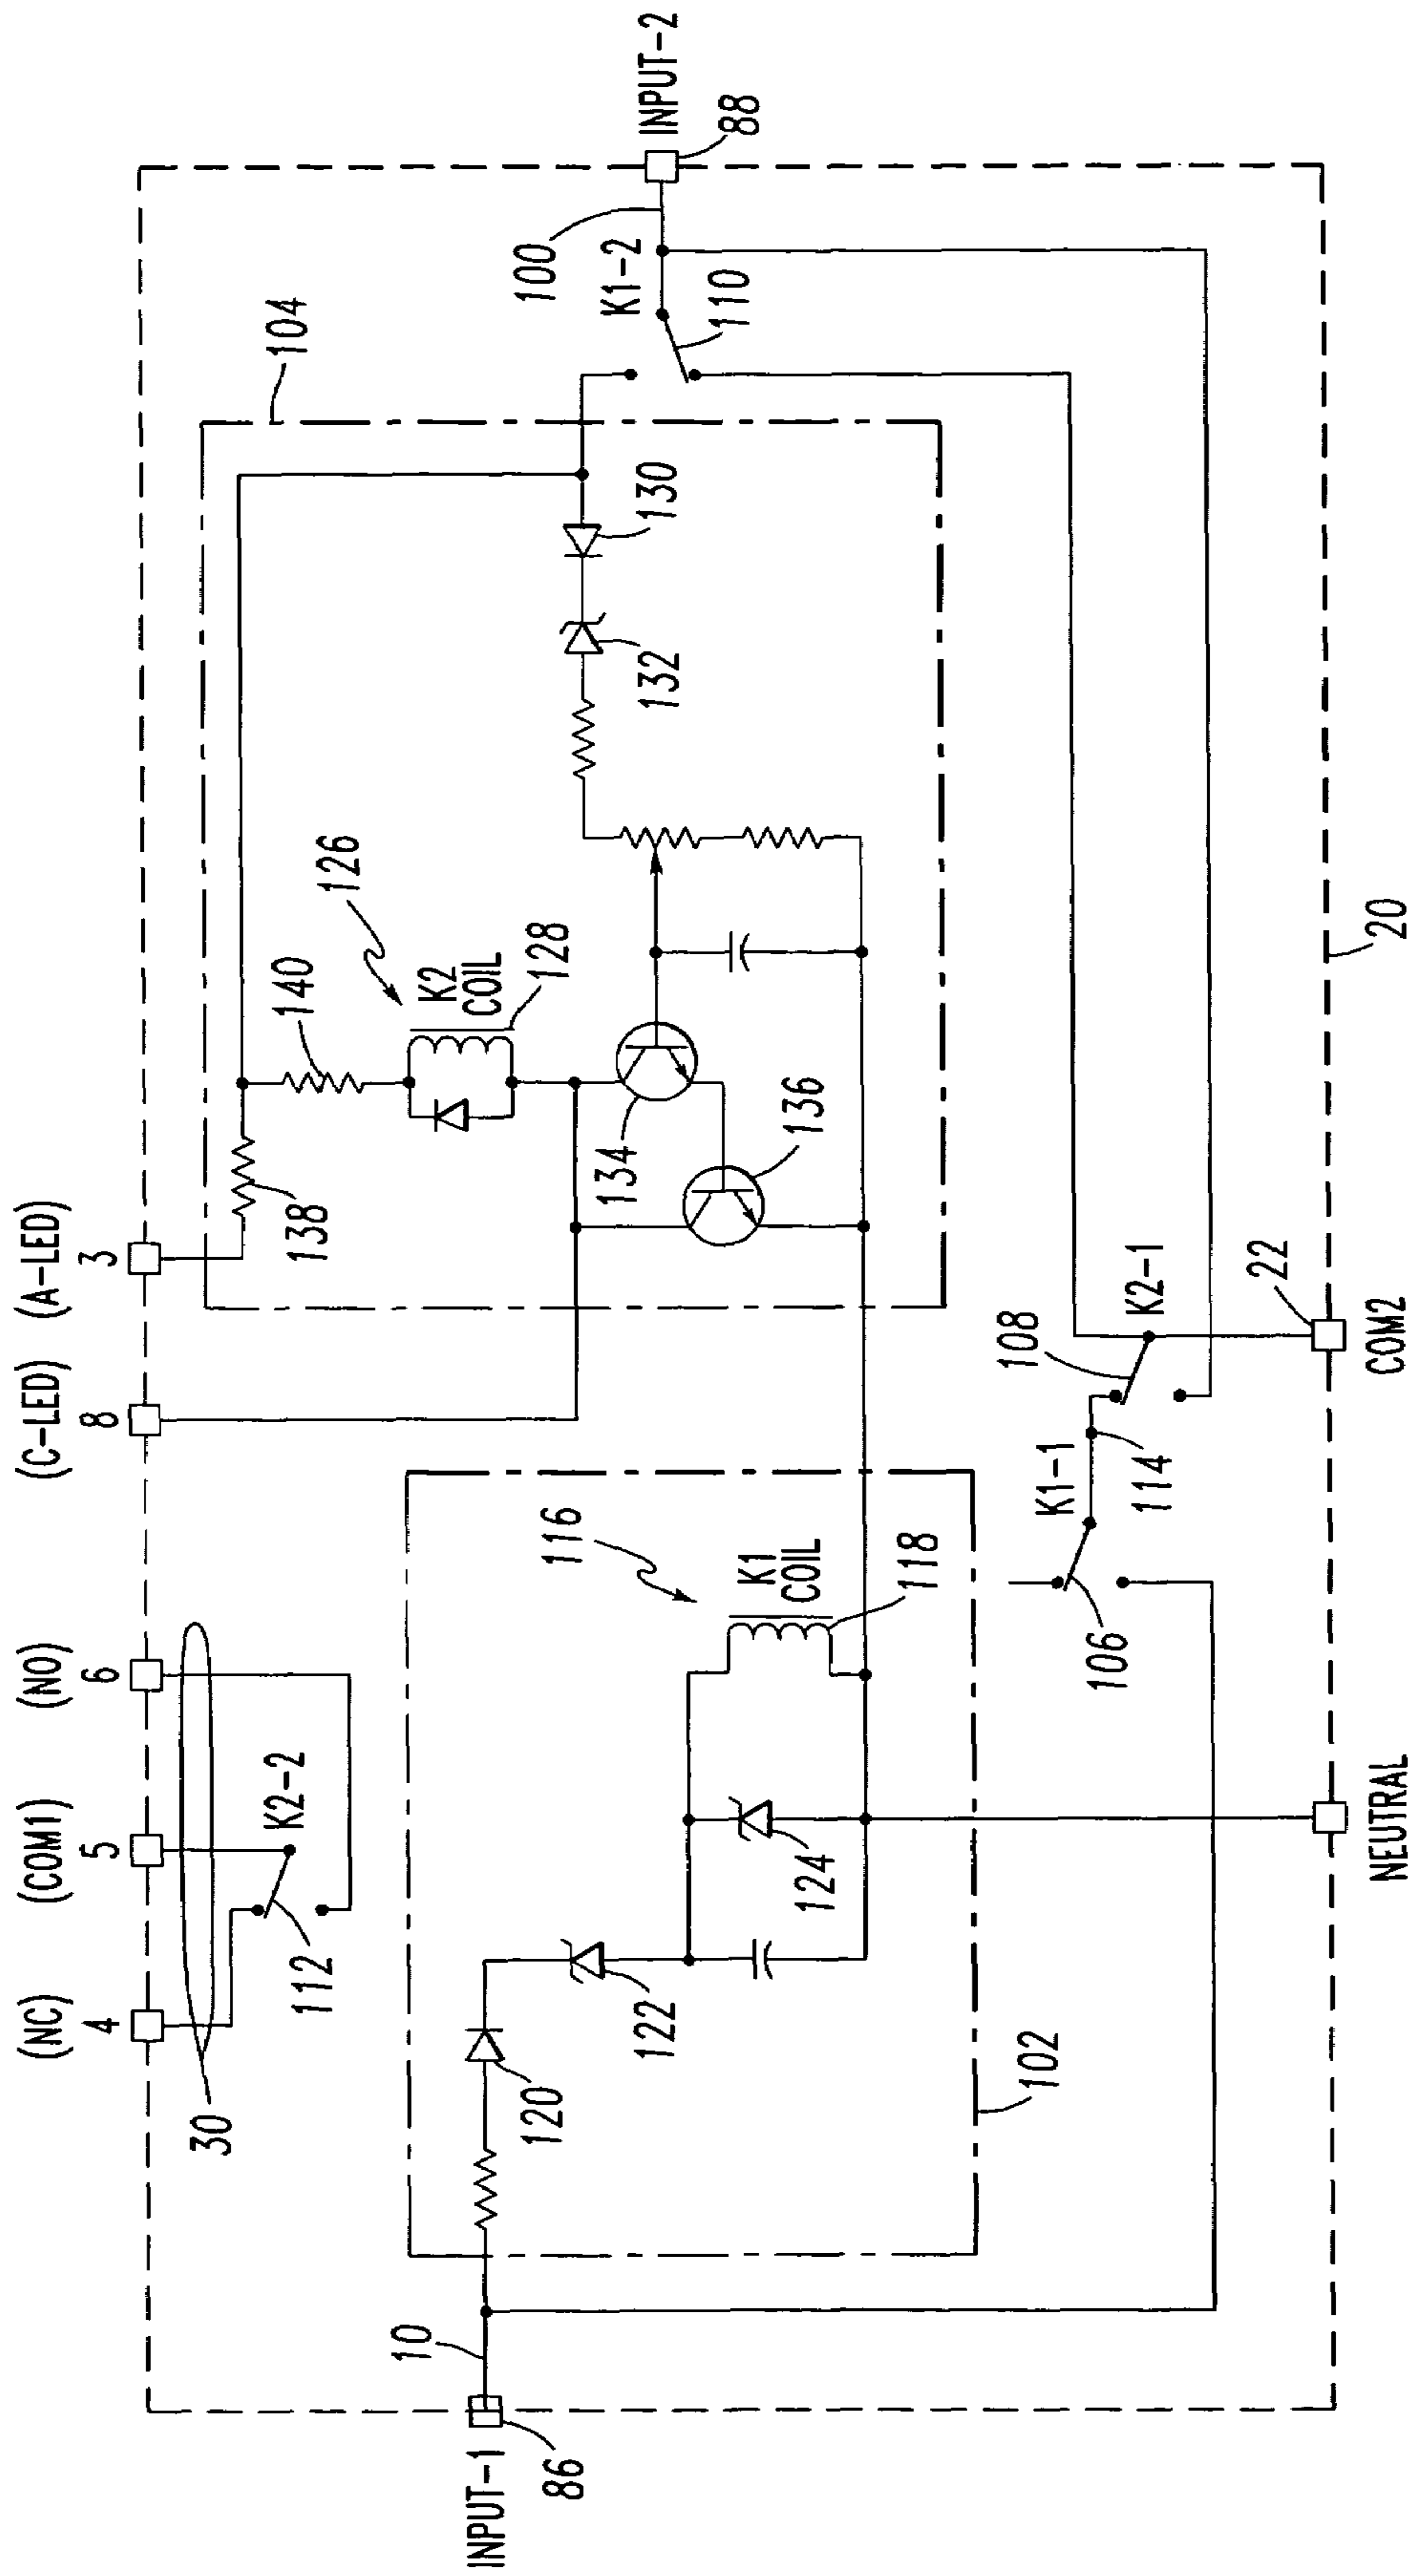 (NC)
4
(COM1)
5
(NO)
6
(C-LED)
8
(A-LED)
3
30
112
K2-2
104
138
140
126
K2
COIL
128
134
136
132
130
100
K1-2
110
INPUT-2
88
INPUT-1
86
10
120
122
124
116
K1
COIL
118
102
106
K1-1
114
108
K2-1
22
NEUTRAL
COM2
20